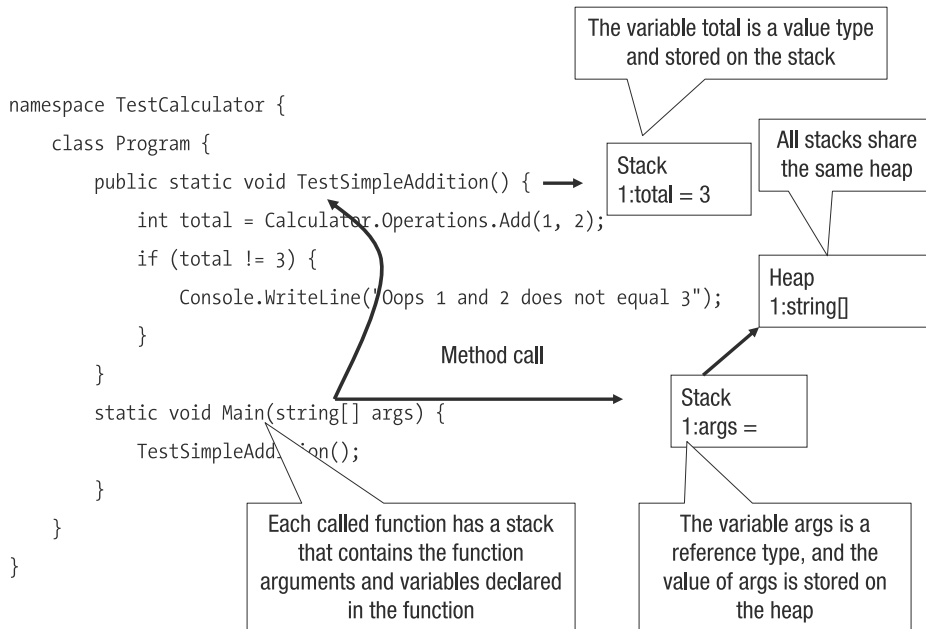 The variable total is a value type
and stored on the stack
namespace TestCalculator {
class Program {
public static void TestSimpleAddition() {
int total = Calculator.Operations.Add(1, 2);
if (total != 3) {
Console.WriteLine("Oops 1 and 2 does not equal 3");
}
}
static void Main(string[] args) {
TestSimpleAddition();
}
}
}
Stack
1:total = 3
All stacks share
the same heap
Heap
1:string[]
Method call
Stack
1:args =
Each called function has a stack
that contains the function
arguments and variables declared
in the function
The variable args is a
reference type, and the
value of args is stored on
the heap